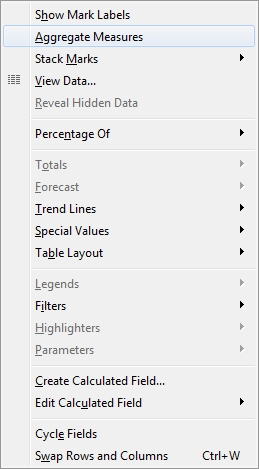 Show Mark Labels
Aggregate Measures
Stack Marks
View Data...
Reveal Hidden Data
Percentage Of
Totals
Forecast
Trend Lines
Special Values
Table Layout
Legends
Filters
Highlighters
Parameters
Create Calculated Field...
Edit Calculated Field
Cycle Fields
Swap Rows and Columns Ctrl+W